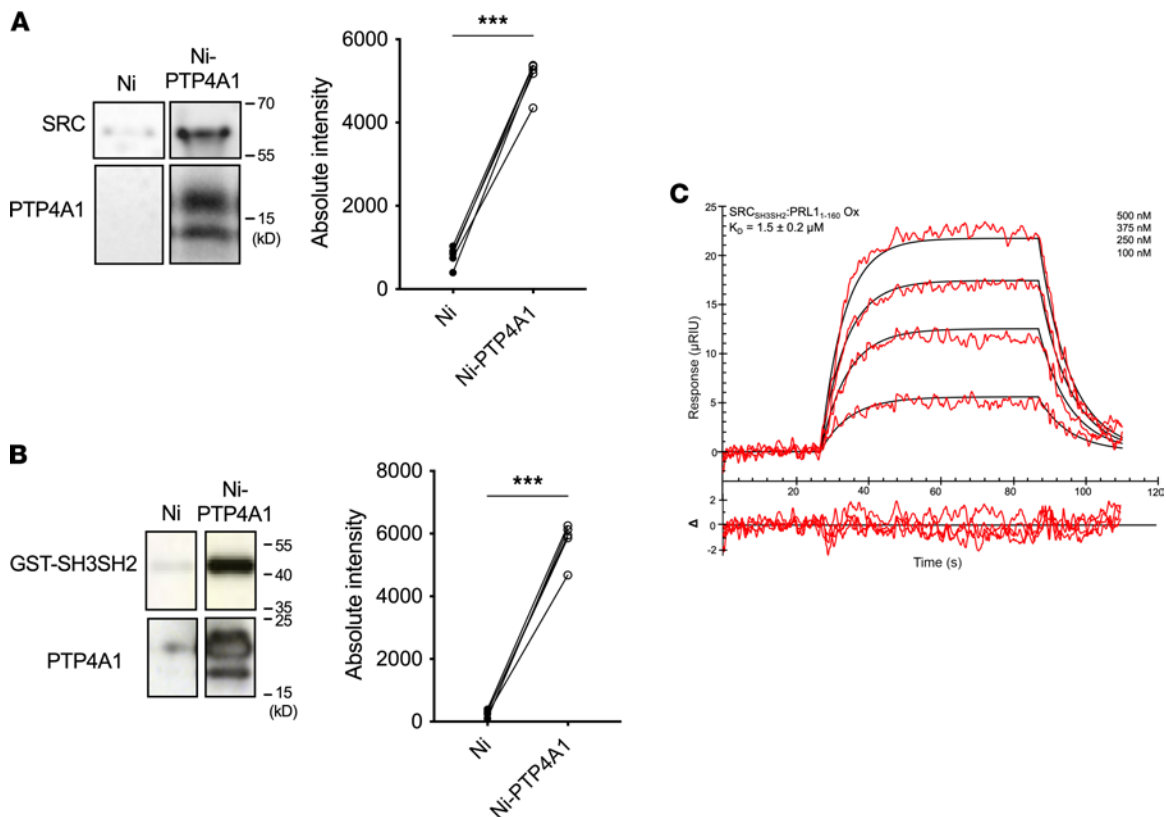 A
Ni
Ni-
PTP4A1
SRC
PTP4A1
– 70
– 55
– 15
(kD)
***
6000
4000
2000
0
Absolute intensity
Ni
Ni-PTP4A1
B
Ni
Ni-
PTP4A1
GST-SH3SH2
PTP4A1
– 55
– 40
– 35
– 25
– 15
(kD)
***
8000
6000
4000
2000
0
Absolute intensity
Ni
Ni-PTP4A1
C
SRCSH3SH2:PRL11-160 Ox
KD = 1.5 ± 0.2 µM
500 nM
375 nM
250 nM
100 nM
25
20
15
10
5
0
Response (µRIU)
20 40 60 80 100 120
2
0
-2
Δ
Time (s)